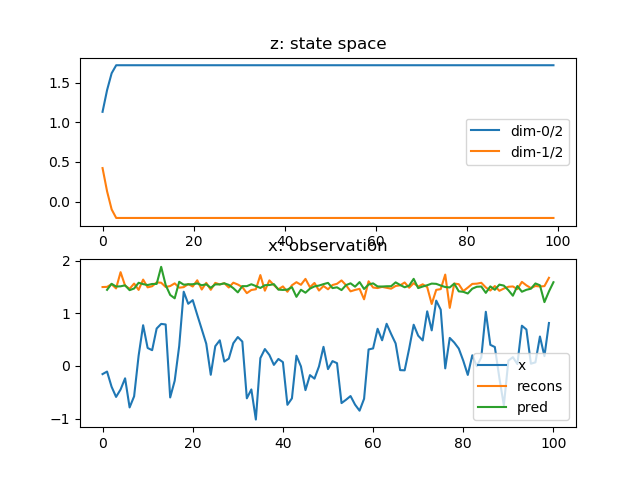 z: state space
1.5
1.0
0.5
0.0
dim-0/2
dim-1/2
0 20 40 60 80 100
x: observation
2
1
0
−1
x
recons
pred
0 20 40 60 80 100